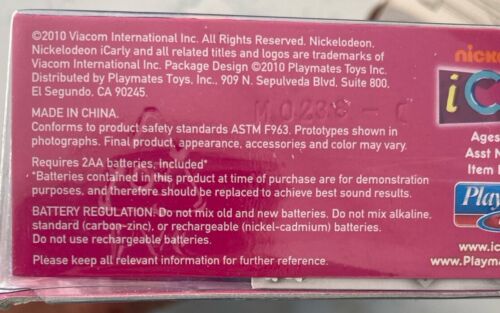 ©2010 Viacom International Inc. All Rights Reserved. Nickelodeon,
Nickelodeon iCarly and all related titles and logos are trademarks of
Viacom International Inc. Package Design ©2010 Playmates Toys Inc.
Distributed by Playmates Toys, Inc., 909 N. Sepulveda Blvd, Suite 800,
El Segundo, CA 90245.
MADE IN CHINA.
Conforms to product safety standards ASTM F963. Prototypes shown in
photographs. Final product, appearance, accessories and color may vary.
Requires 2AA batteries, included*
*Batteries contained in this product at time of purchase are for demonstration
purposes, and therefore should be replaced to achieve best sound results.
BATTERY REGULATION: Do not mix old and new batteries. Do not mix alkaline,
standard (carbon-zinc), or rechargeable (nickel-cadmium) batteries.
Do not use rechargeable batteries.
Please keep all relevant information for further reference.
nick
iC
Ages
Asst N
Item
Play
www.ic
www.Playma